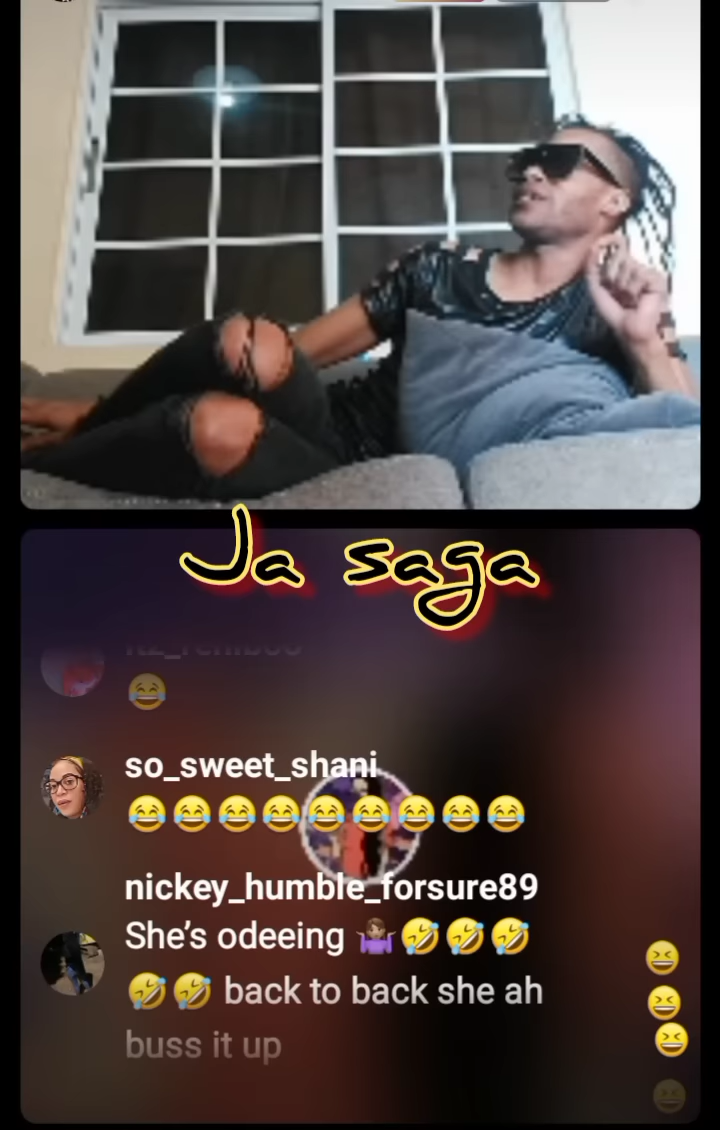 Ja saga
😂
so_sweet_shani
😂😂😂😂😂😂😂😂😂
nickey_humble_forsure89
She's odeeing 🤷🏽‍♀️🤣🤣🤣
🤣🤣 back to back she ah
buss it up